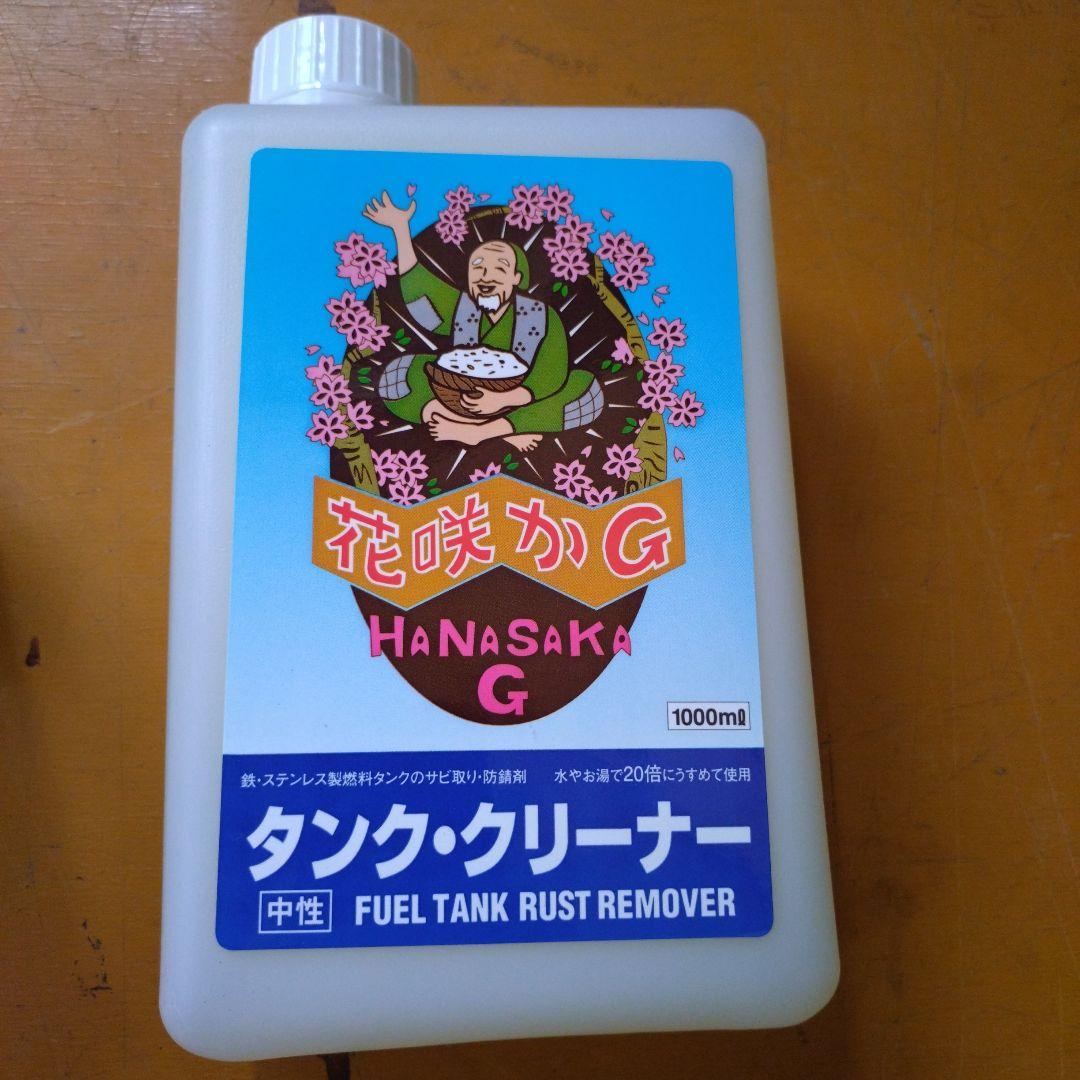 花咲かG
HANASAKA
G
1000mℓ
鉄・ステンレス製燃料タンクのサビ取り・防錆剤 水やお湯で20倍にうすめて使用
タンク・クリーナー
中性 FUEL TANK RUST REMOVER